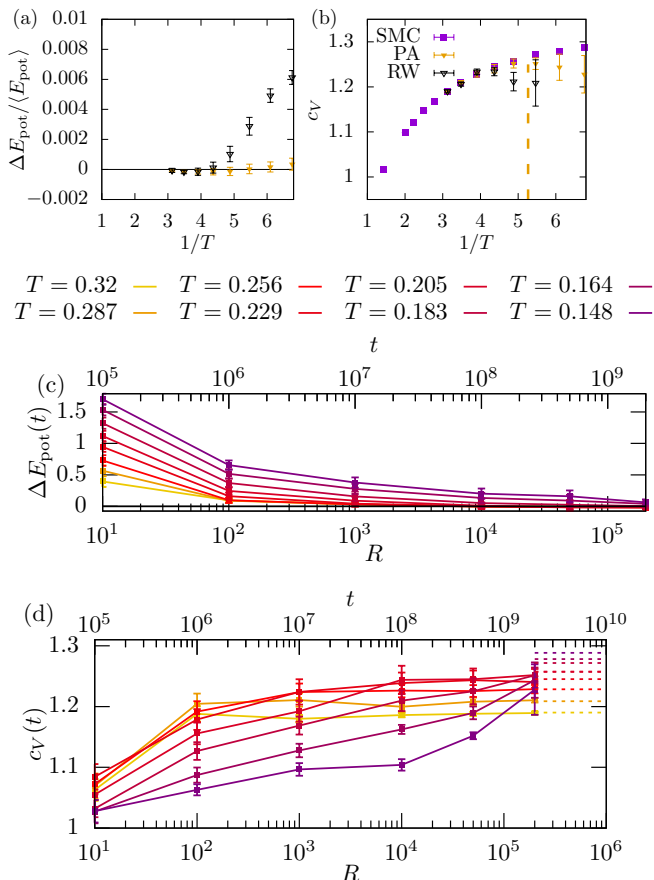 (a)
0.01
0.008
0.006
0.004
0.002
0
−0.002
ΔE_pot/⟨E_pot⟩
1 2 3 4 5 6
1/T
(b)
SMC
PA
RW
1.3
1.2
1.1
1
c_V
1 2 3 4 5 6
1/T
T = 0.32 T = 0.256 T = 0.205 T = 0.164
T = 0.287 T = 0.229 T = 0.183 T = 0.148
t
(c) 10^5 10^6 10^7 10^8 10^9
1.5
1
0.5
0
ΔE_pot(t)
10^1 10^2 10^3 10^4 10^5
R
t
(d) 10^5 10^6 10^7 10^8 10^9 10^10
1.3
1.2
1.1
1
c_V(t)
10^1 10^2 10^3 10^4 10^5 10^6
R